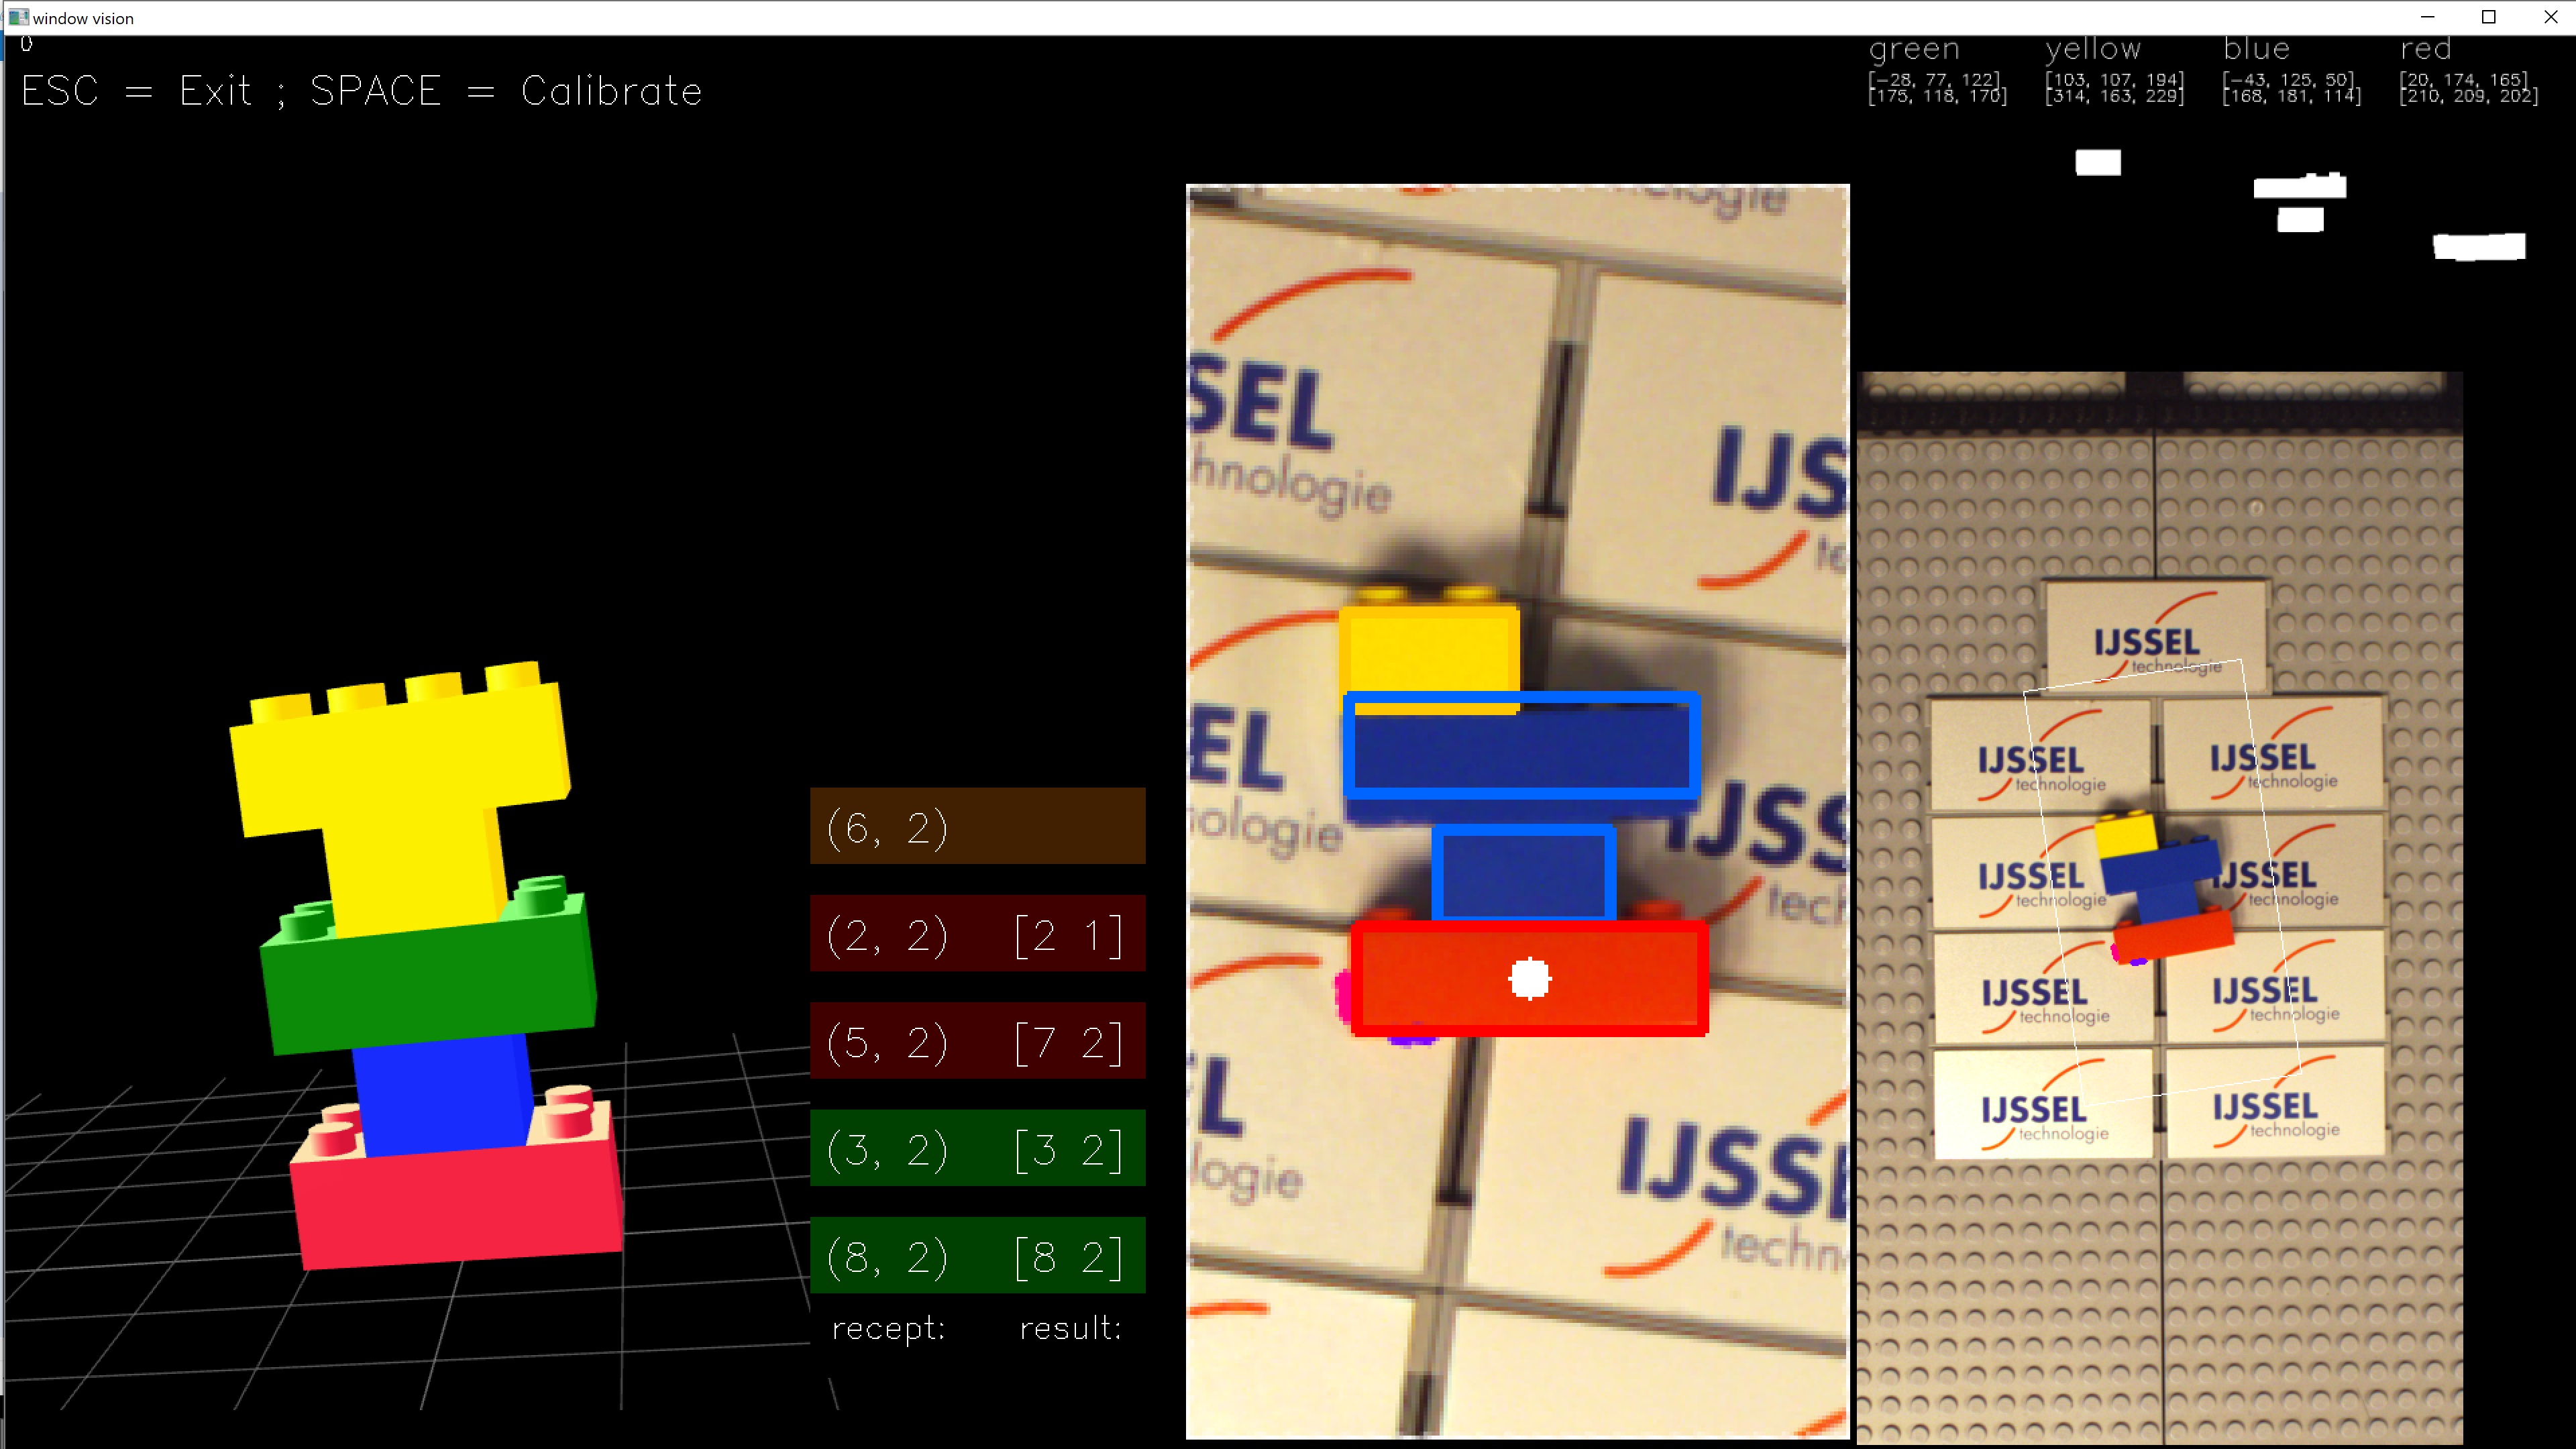 window vision
0
ESC = Exit ; SPACE = Calibrate
green
[-28, 77, 122]
[175, 118, 170]
yellow
[103, 107, 194]
[314, 163, 229]
blue
[-43, 125, 50]
[168, 181, 114]
red
[20, 174, 165]
[210, 209, 202]
(6, 2)
(2, 2) [2 1]
(5, 2) [7 2]
(3, 2) [3 2]
(8, 2) [8 2]
recept: result:
nologie
SEL
hnologie
IJS
te
EL
ologie
IJSS
tech
L
logie
IJSSE
techn
IJSSEL
technologie
IJSSEL
technologie
IJSSEL
technologie
IJSSEL
technologie
IJSSEL
technologie
IJSSEL
technologie
IJSSEL
technologie
IJSSEL
technologie
IJSSEL
technologie